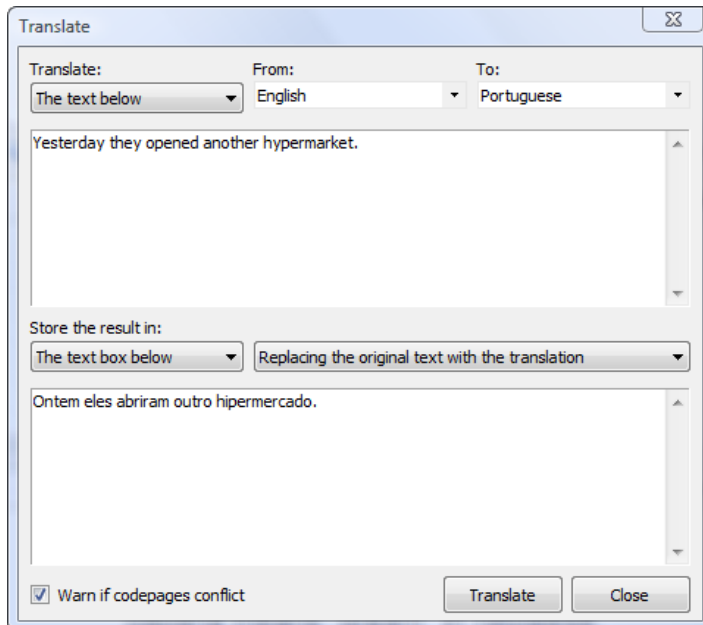 Translate
Translate: From: To:
The text below English Portuguese
Yesterday they opened another hypermarket.
Store the result in:
The text box below Replacing the original text with the translation
Ontem eles abriram outro hipermercado.
Warn if codepages conflict Translate Close